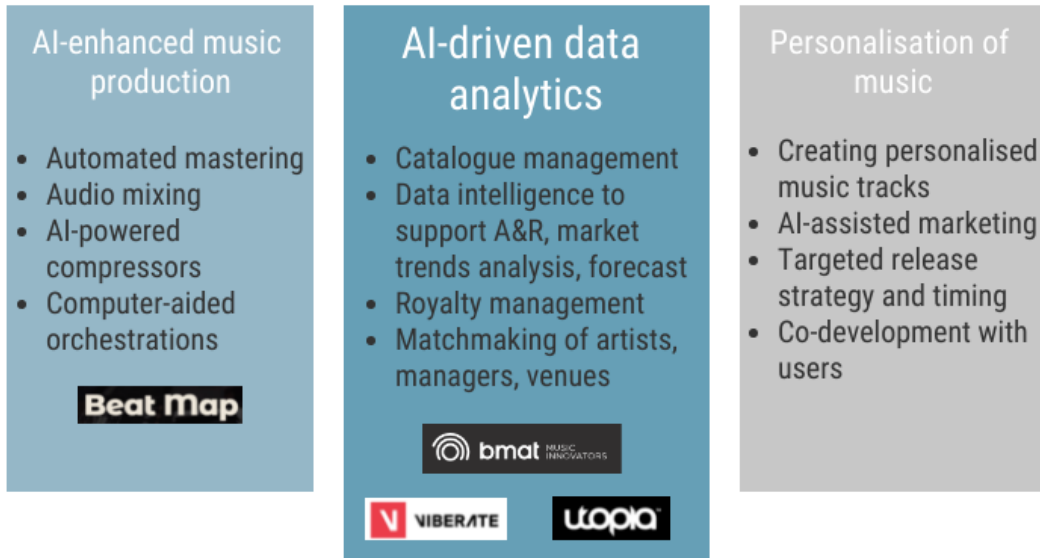 AI-enhanced music
production
• Automated mastering
• Audio mixing
• AI-powered
compressors
• Computer-aided
orchestrations
Beat Map
AI-driven data
analytics
• Catalogue management
• Data intelligence to
support A&R, market
trends analysis, forecast
• Royalty management
• Matchmaking of artists,
managers, venues
bmat MUSIC
INNOVATORS
V VIBERATE
utopia
Personalisation of
music
• Creating personalised
music tracks
• AI-assisted marketing
• Targeted release
strategy and timing
• Co-development with
users